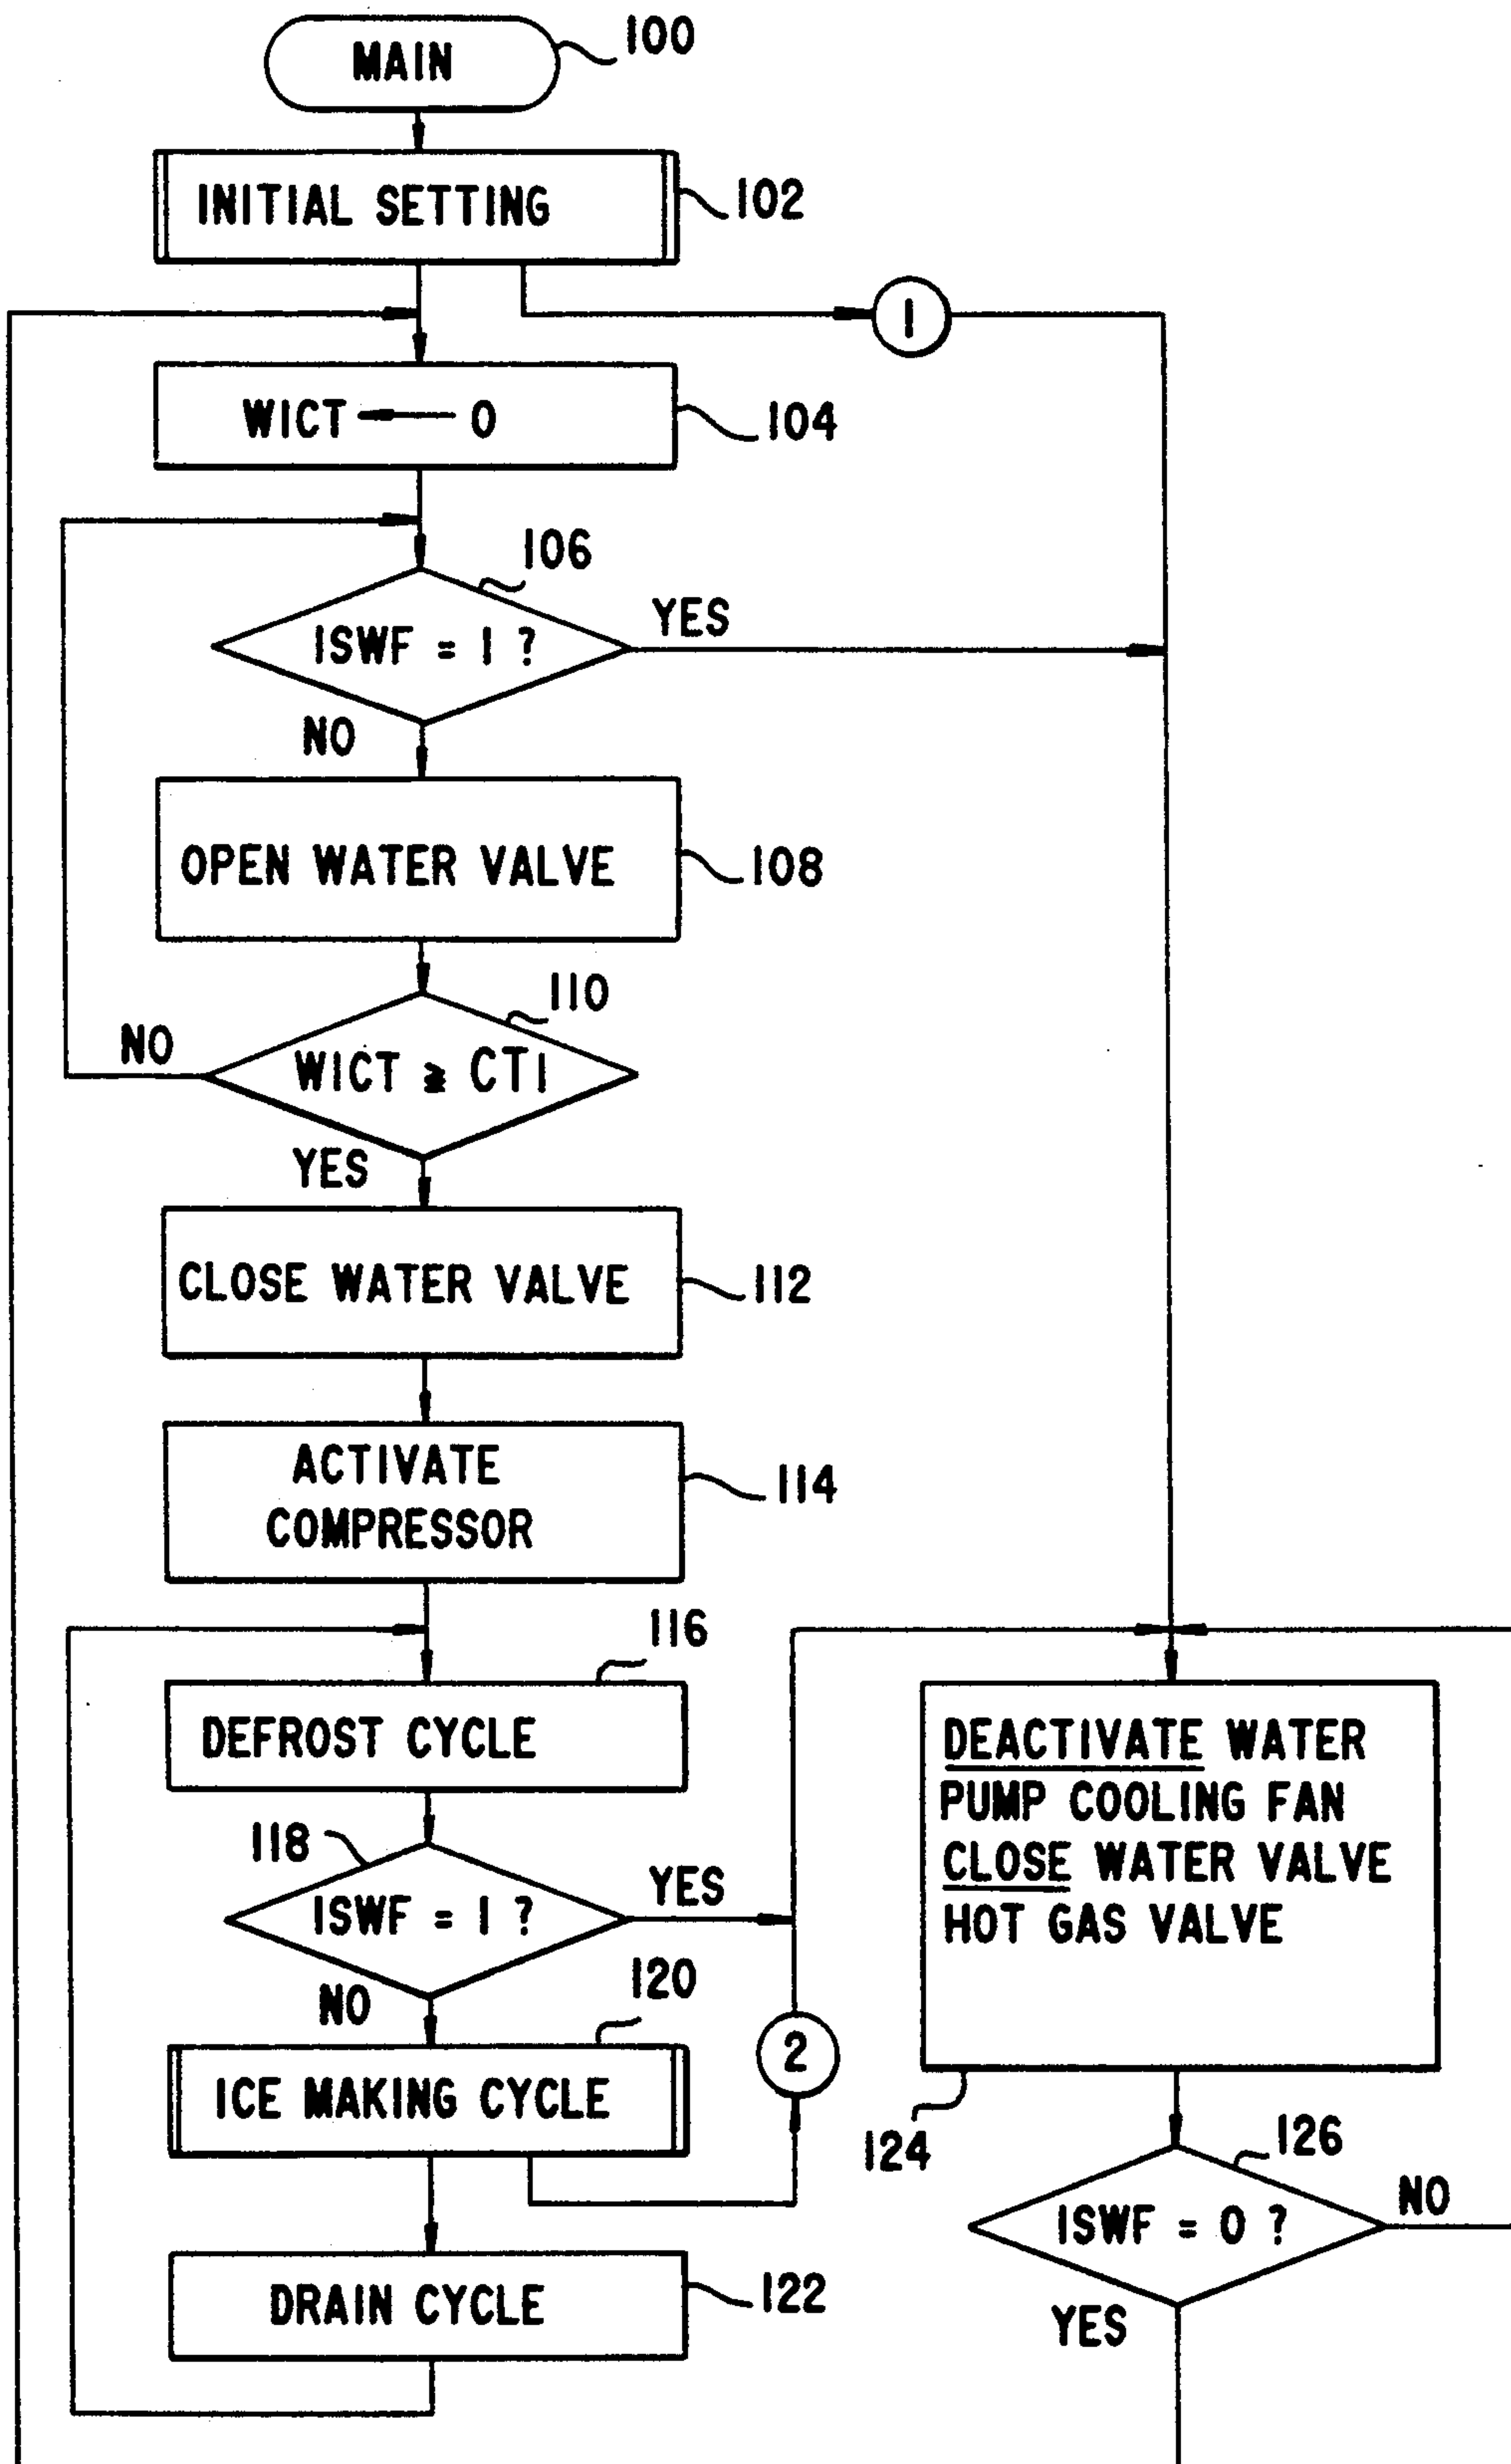 MAIN
100
INITIAL SETTING
102
1
WICT ← 0
104
106
ISWF = 1 ?
YES
NO
OPEN WATER VALVE
108
110
WICT ≧ CT1
NO
YES
CLOSE WATER VALVE
112
ACTIVATE
COMPRESSOR
114
116
DEFROST CYCLE
118
ISWF = 1 ?
YES
NO
120
ICE MAKING CYCLE
2
DRAIN CYCLE
122
DEACTIVATE WATER
PUMP COOLING FAN
CLOSE WATER VALVE
HOT GAS VALVE
124
126
ISWF = 0 ?
NO
YES